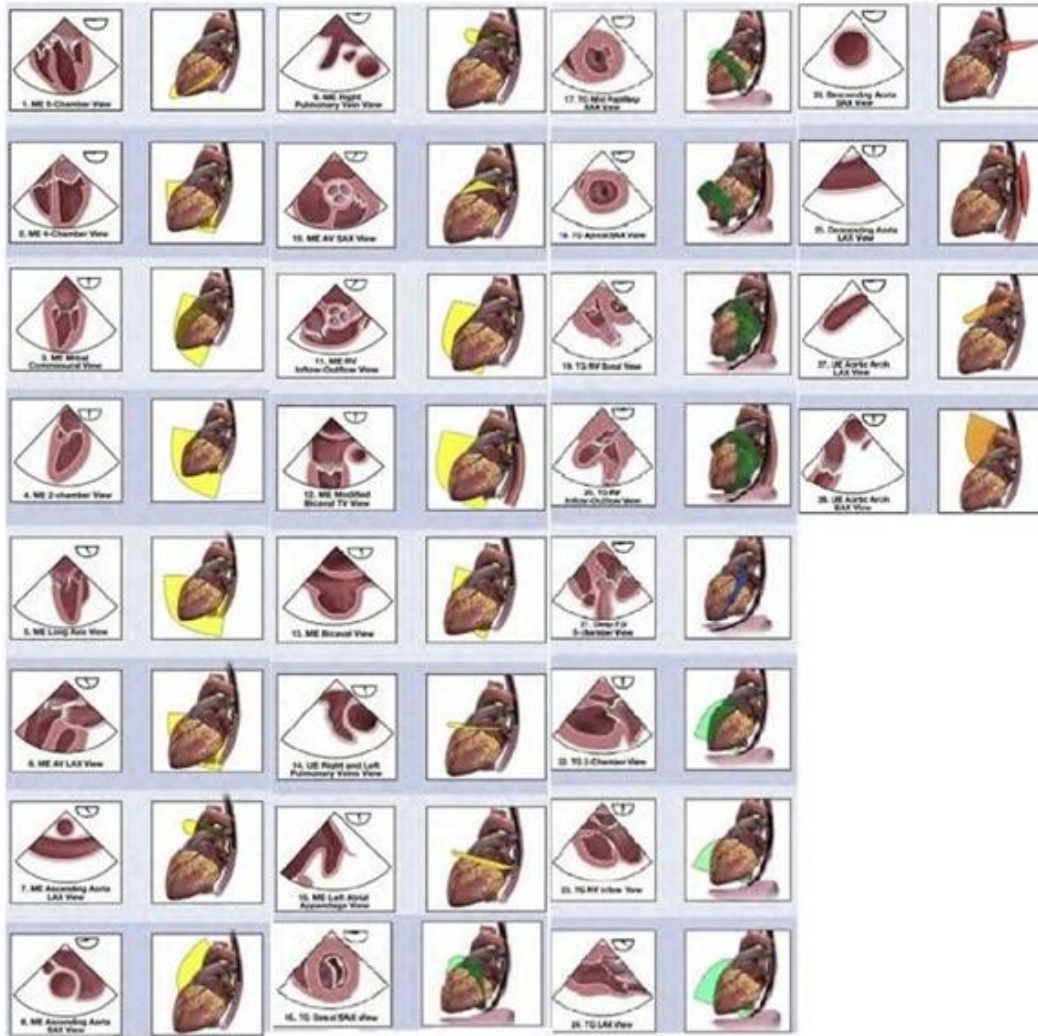 1. ME 5-Chamber View
2. ME 4-Chamber View
3. ME Mitral
Commissural View
4. ME 2-chamber View
5. ME Long Axis View
6. ME AV LAX View
7. ME Ascending Aorta
LAX View
8. ME Ascending Aorta
SAX View
9. ME Right
Pulmonary Vein View
10. ME AV SAX View
11. ME RV
Inflow-Outflow View
12. ME Modified
Bicaval TV View
13. ME Bicaval View
14. UE Right and Left
Pulmonary Veins View
15. ME Left Atrial
Appendage View
16. TG Basal SAX View
17. TG Mid Papillary
SAX View
18. TG Apical SAX View
19. TG RV Basal View
20. TG RV
Inflow-Outflow View
21. Deep TG
5-chamber View
22. TG 2-Chamber View
23. TG RV Inflow View
24. TG LAX View
Descending Aorta
SAX View
Descending Aorta
LAX View
27. UE Aortic Arch
LAX View
28. UE Aortic Arch
SAX View